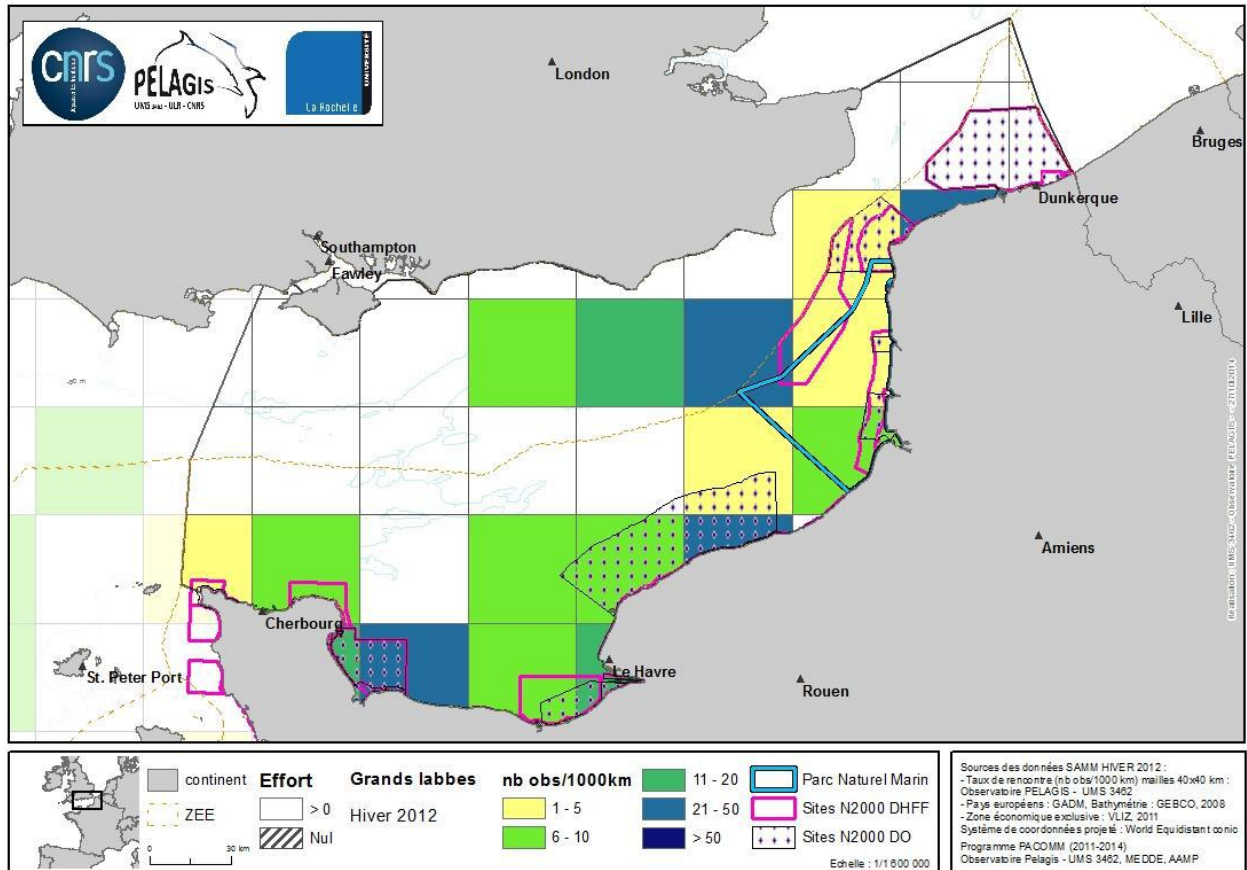 cnrs
PELAGIS
UMS 3462 - ULR - CNRS
UNIVERSITÉ
La Rochelle
London
Bruges
Dunkerque
Southampton
Fawley
Lille
Amiens
Cherbourg
Le Havre
St. Peter Port
Rouen
continent
ZEE
0 30 km
Effort
> 0
Nul
Grands labbes
Hiver 2012
nb obs/1000km
1 - 5
6 - 10
11 - 20
21 - 50
> 50
Parc Naturel Marin
Sites N2000 DHFF
Sites N2000 DO
Echelle : 1/1 600 000
Sources des données SAMM HIVER 2012 :
- Taux de rencontre (nb obs/1000 km) mailles 40x40 km :
Observatoire PELAGIS - UMS 3462
- Pays européens : GADM, Bathymétrie : GEBCO, 2008
- Zone économique exclusive : VLIZ, 2011
Système de coordonnées projeté : World Equidistant conic
Programme PACOMM (2011-2014)
Observatoire Pelagis - UMS 3462, MEDDE, AAMP
Réalisation : UMS 3462 - Observatoire PELAGIS -